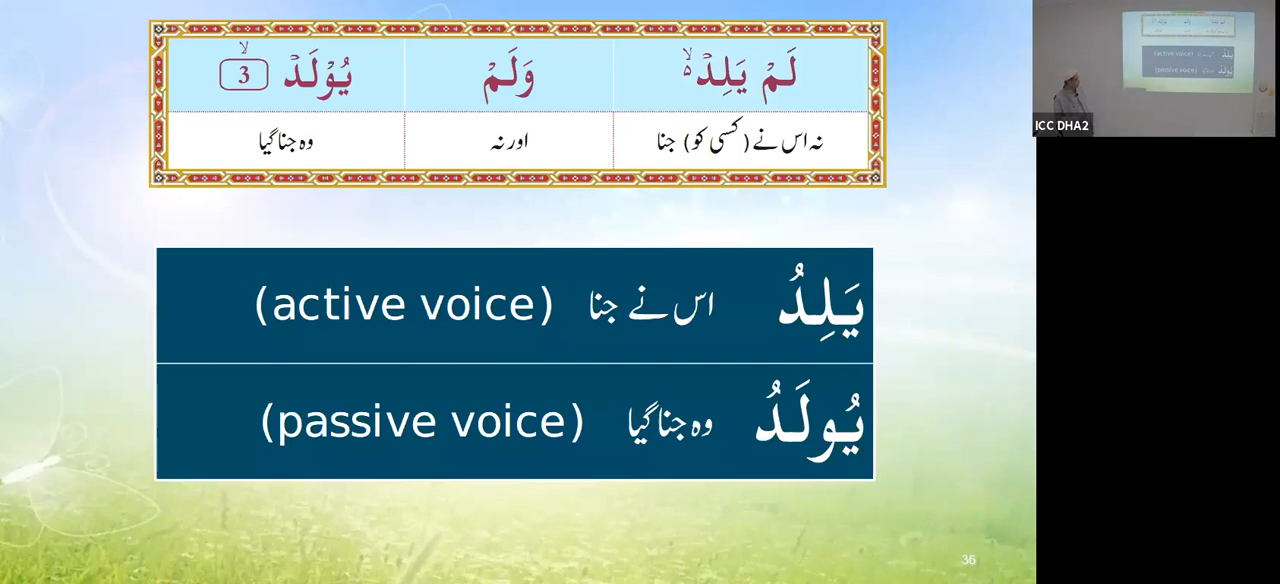 لَمْ يَلِدْ ۙ۬ وَلَمْ يُوْلَدْ ۙ 3
نہ اس نے (کسی کو) جنا اور نہ وہ جنا گیا
يَلِدُ اس نے جنا (active voice)
يُولَدُ وہ جنا گیا (passive voice)
36
ICC DHA2